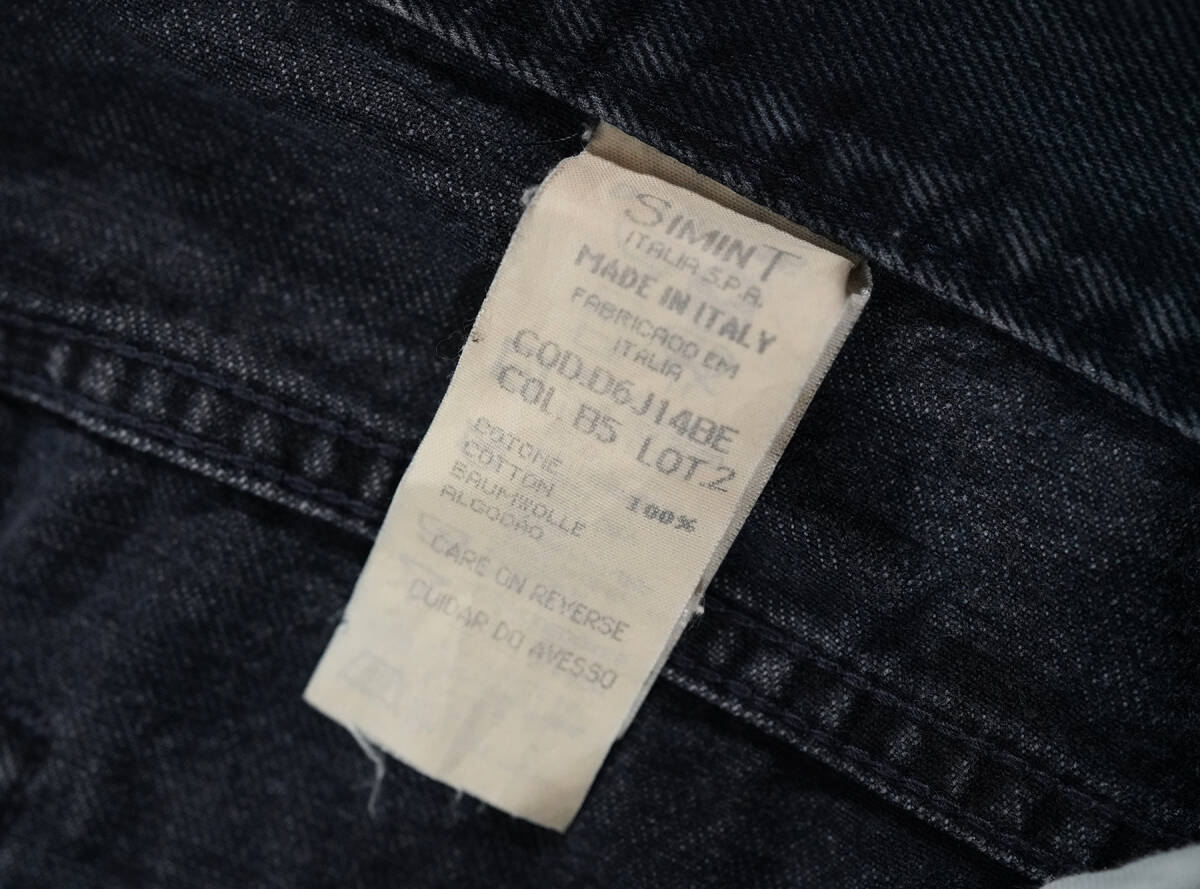 SIMINT
ITALIA S.P.A.
MADE IN ITALY
FABRICADO EM
ITALIA
COD.D6J14BE
COL. B5 LOT.2
COTONE
COTTON
BAUMWOLLE
ALGODAO
100%
CARE ON REVERSE
CUIDAR DO AVESSO